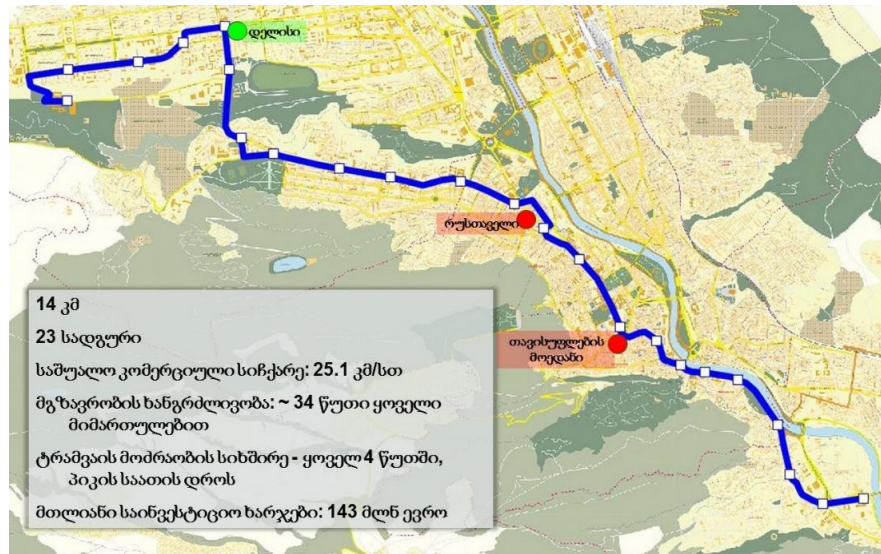 დელისი
რუსთაველი
თავისუფლების
მოედანი
14 კმ
23 სადგური
საშუალო კომერციული სიჩქარე: 25.1 კმ/სთ
მგზავრობის ხანგრძლივობა: ~ 34 წუთი ყოველი
მიმართულებით
ტრამვაის მოძრაობის სიხშირე - ყოველ 4 წუთში,
პიკის საათის დროს
მთლიანი საინვესტიციო ხარჯები: 143 მლნ ევრო